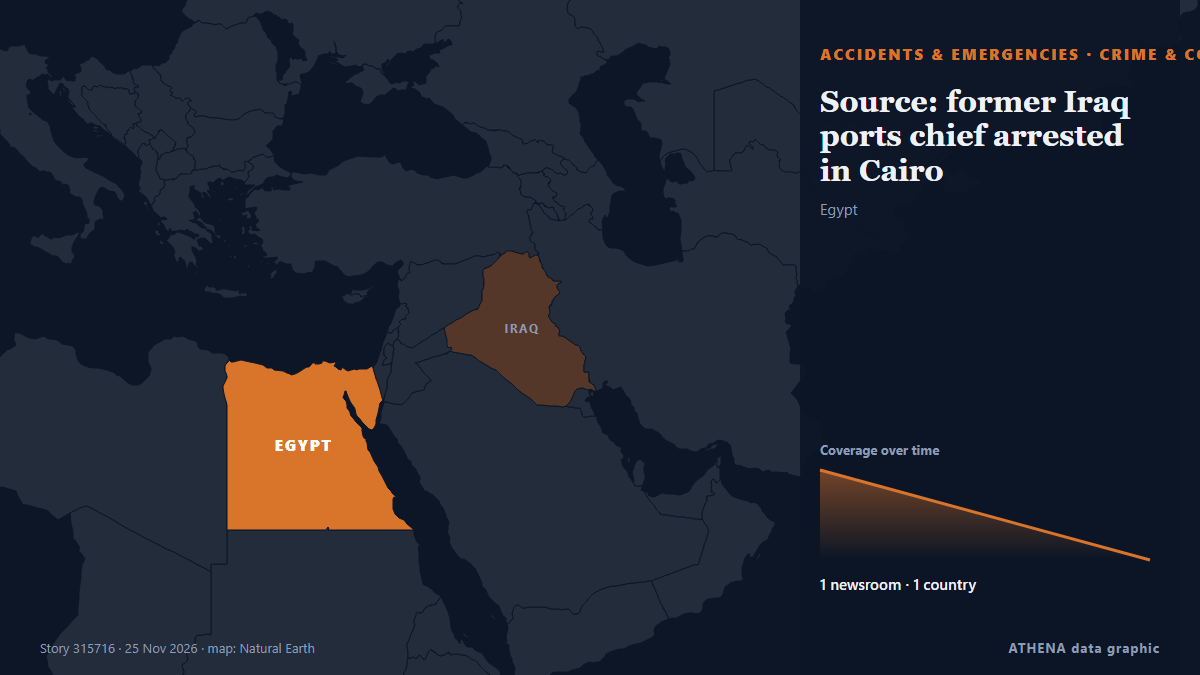 ACCIDENTS & EMERGENCIES · CRIME &
Source: former Iraq
ports chief arrested
in Cairo
Egypt
IRAQ
EGYPT
Coverage over time
1 newsroom · 1 country
Story 315716 · 25 Nov 2026 · map: Natural Earth
ATHENA data graphic